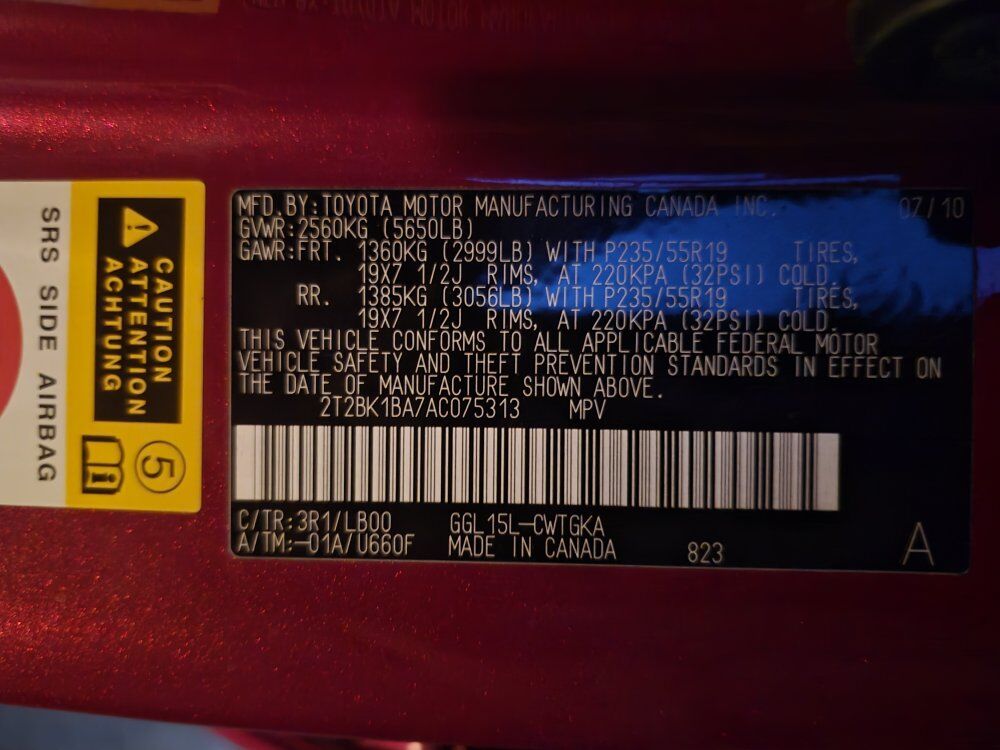 MFD.BY:TOYOTA MOTOR MANUFACTURING CANADA INC. 07/10
GVWR:2560KG (5650LB)
GAWR:FRT. 1360KG (2999LB) WITH P235/55R19 TIRES,
19X7 1/2J RIMS, AT 220KPA (32PSI) COLD.
RR. 1385KG (3056LB) WITH P235/55R19 TIRES,
19X7 1/2J RIMS, AT 220KPA (32PSI) COLD.
THIS VEHICLE CONFORMS TO ALL APPLICABLE FEDERAL MOTOR
VEHICLE SAFETY AND THEFT PREVENTION STANDARDS IN EFFECT ON
THE DATE OF MANUFACTURE SHOWN ABOVE.
2T2BK1BA7AC075313 MPV
C/TR:3R1/LB00 GGL15L-CWTGKA
A/TM:-01A/U660F MADE IN CANADA 823 A
CAUTION
ATTENTION
ACHTUNG
5
i
SRS SIDE AIRBAG